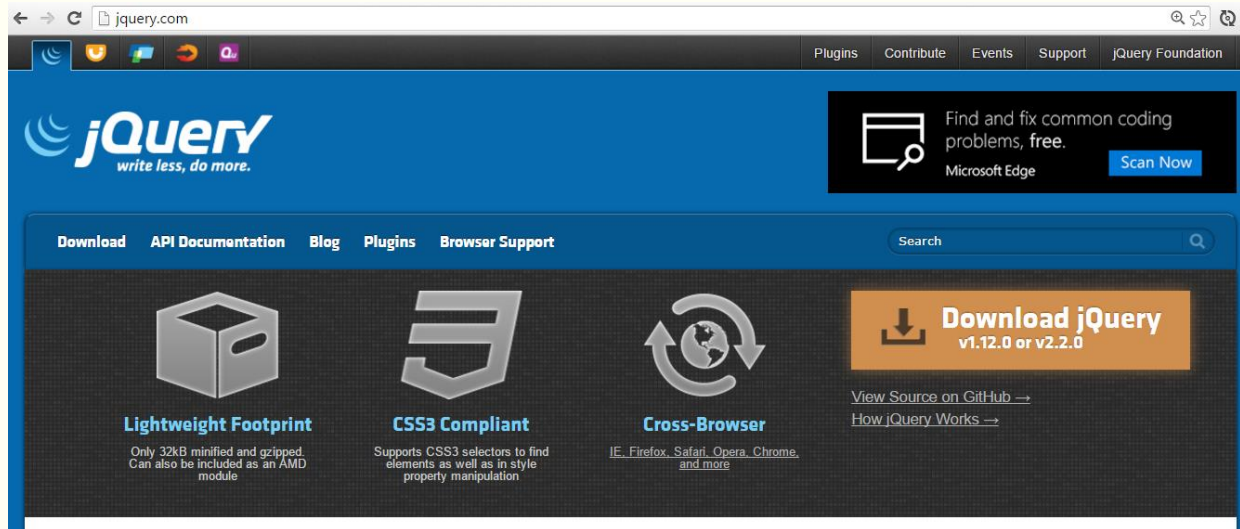 jquery.com
Plugins Contribute Events Support jQuery Foundation
jQuery
write less, do more.
Find and fix common coding
problems, free.
Microsoft Edge
Scan Now
Download API Documentation Blog Plugins Browser Support
Search
Lightweight Footprint
Only 32kB minified and gzipped.
Can also be included as an AMD
module
CSS3 Compliant
Supports CSS3 selectors to find
elements as well as in style
property manipulation
Cross-Browser
IE, Firefox, Safari, Opera, Chrome,
and more
Download jQuery
v1.12.0 or v2.2.0
View Source on GitHub →
How jQuery Works →